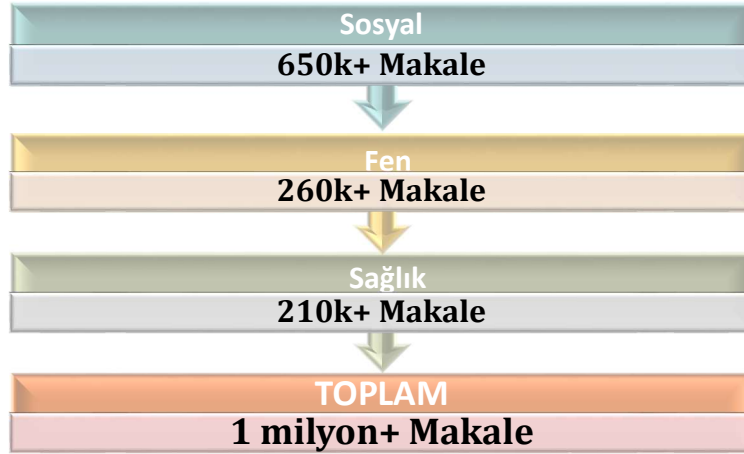 Sosyal
650k+ Makale
Fen
260k+ Makale
Sağlık
210k+ Makale
TOPLAM
1 milyon+ Makale